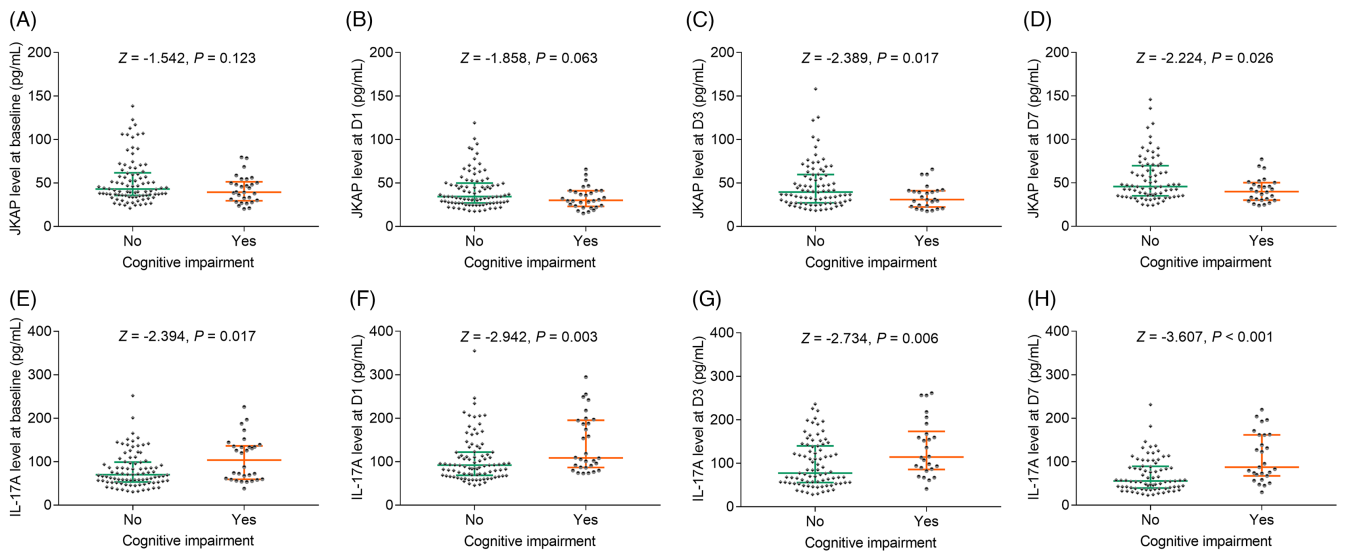 (A)
Z = -1.542, P = 0.123
JKAP level at baseline (pg/mL)
200
150
100
50
0
No
Yes
Cognitive impairment
(B)
Z = -1.858, P = 0.063
JKAP level at D1 (pg/mL)
200
150
100
50
0
No
Yes
Cognitive impairment
(C)
Z = -2.389, P = 0.017
JKAP level at D3 (pg/mL)
200
150
100
50
0
No
Yes
Cognitive impairment
(D)
Z = -2.224, P = 0.026
JKAP level at D7 (pg/mL)
200
150
100
50
0
No
Yes
Cognitive impairment
(E)
Z = -2.394, P = 0.017
IL-17A level at baseline (pg/mL)
400
300
200
100
0
No
Yes
Cognitive impairment
(F)
Z = -2.942, P = 0.003
IL-17A level at D1 (pg/mL)
400
300
200
100
0
No
Yes
Cognitive impairment
(G)
Z = -2.734, P = 0.006
IL-17A level at D3 (pg/mL)
400
300
200
100
0
No
Yes
Cognitive impairment
(H)
Z = -3.607, P < 0.001
IL-17A level at D7 (pg/mL)
400
300
200
100
0
No
Yes
Cognitive impairment